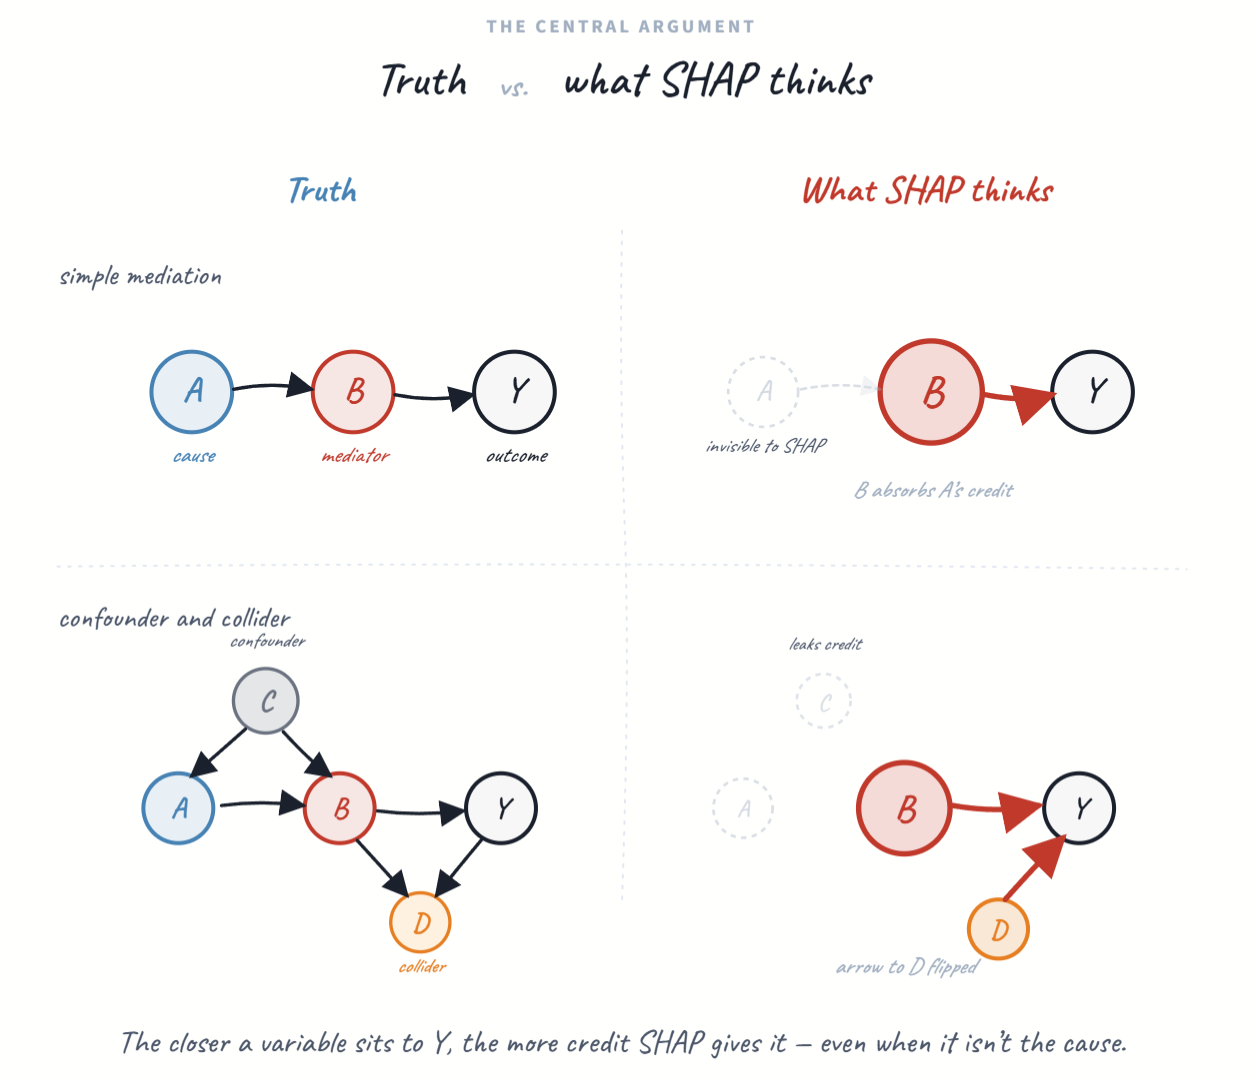 THE CENTRAL ARGUMENT
Truth vs. what SHAP thinks
Truth
What SHAP thinks
simple mediation
A
B
Y
cause
mediator
outcome
A
B
Y
invisible to SHAP
B absorbs A's credit
confounder and collider
confounder
C
A
B
Y
D
collider
leaks credit
C
A
B
Y
D
arrow to D flipped
The closer a variable sits to Y, the more credit SHAP gives it — even when it isn't the cause.